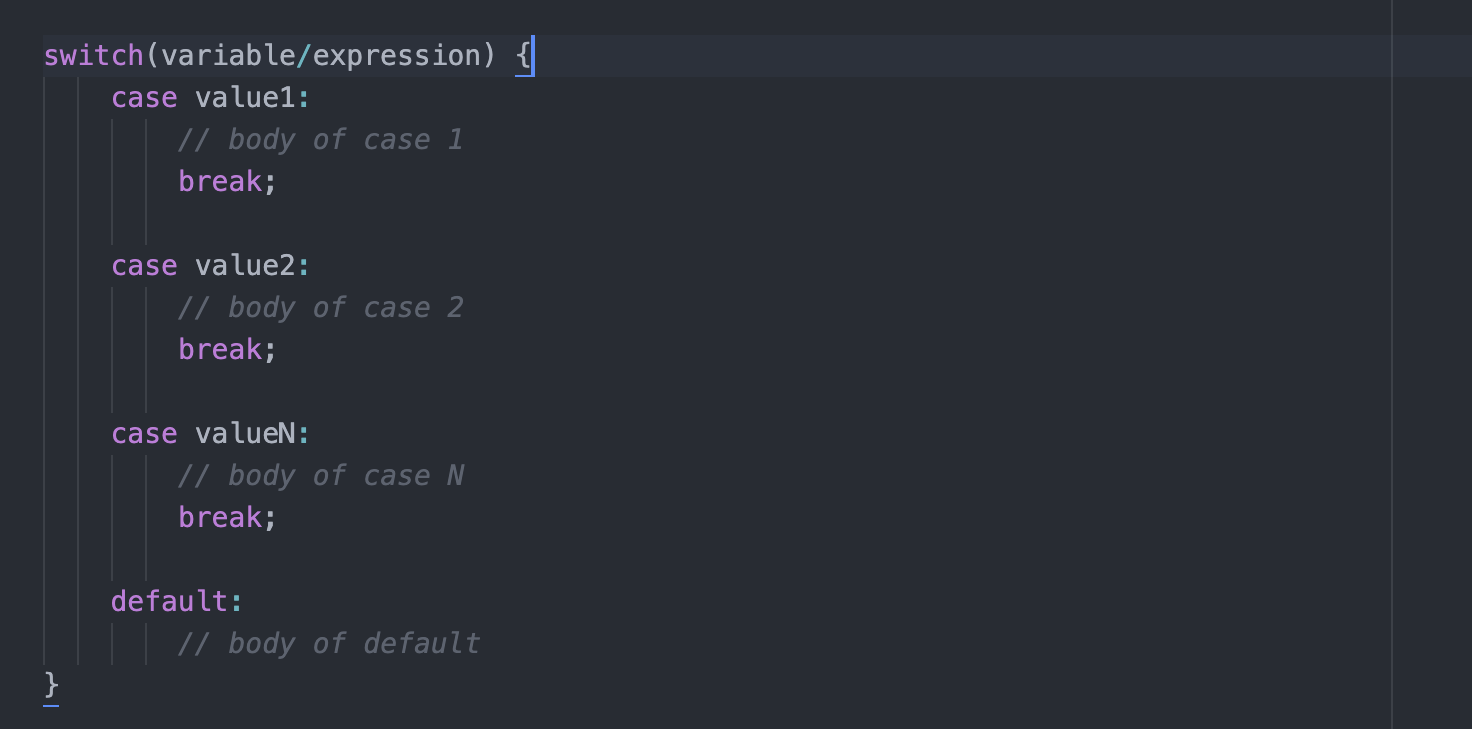 switch(variable/expression) {
case value1:
// body of case 1
break;
case value2:
// body of case 2
break;
case valueN:
// body of case N
break;
default:
// body of default
}